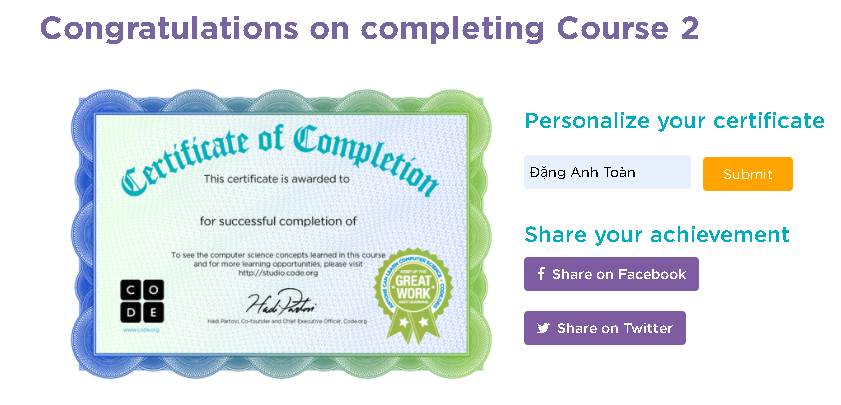 Congratulations on completing Course 2
Certificate of Completion
This certificate is awarded to
for successful completion of
To see the computer science concepts learned in this course
and for more learning opportunities, please visit
http://studio.code.org
C O
D E
www.code.org
Hadi Partovi
Hadi Partovi, Co-founder and Chief Executive Officer, Code.org
ANYONE CAN LEARN COMPUTER SCIENCE • CODE.ORG
KEEP UP THE
GREAT
WORK
KEEP LEARNING
Personalize your certificate
Đặng Anh Toàn
Submit
Share your achievement
Share on Facebook
Share on Twitter